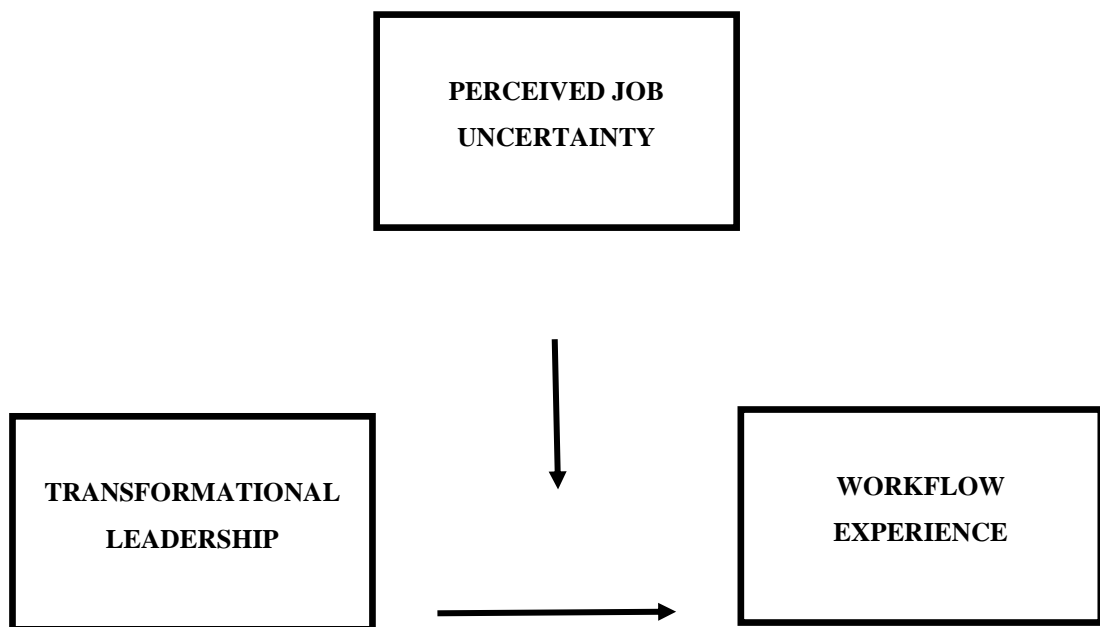 PERCEIVED JOB
UNCERTAINTY
TRANSFORMATIONAL
LEADERSHIP
WORKFLOW
EXPERIENCE